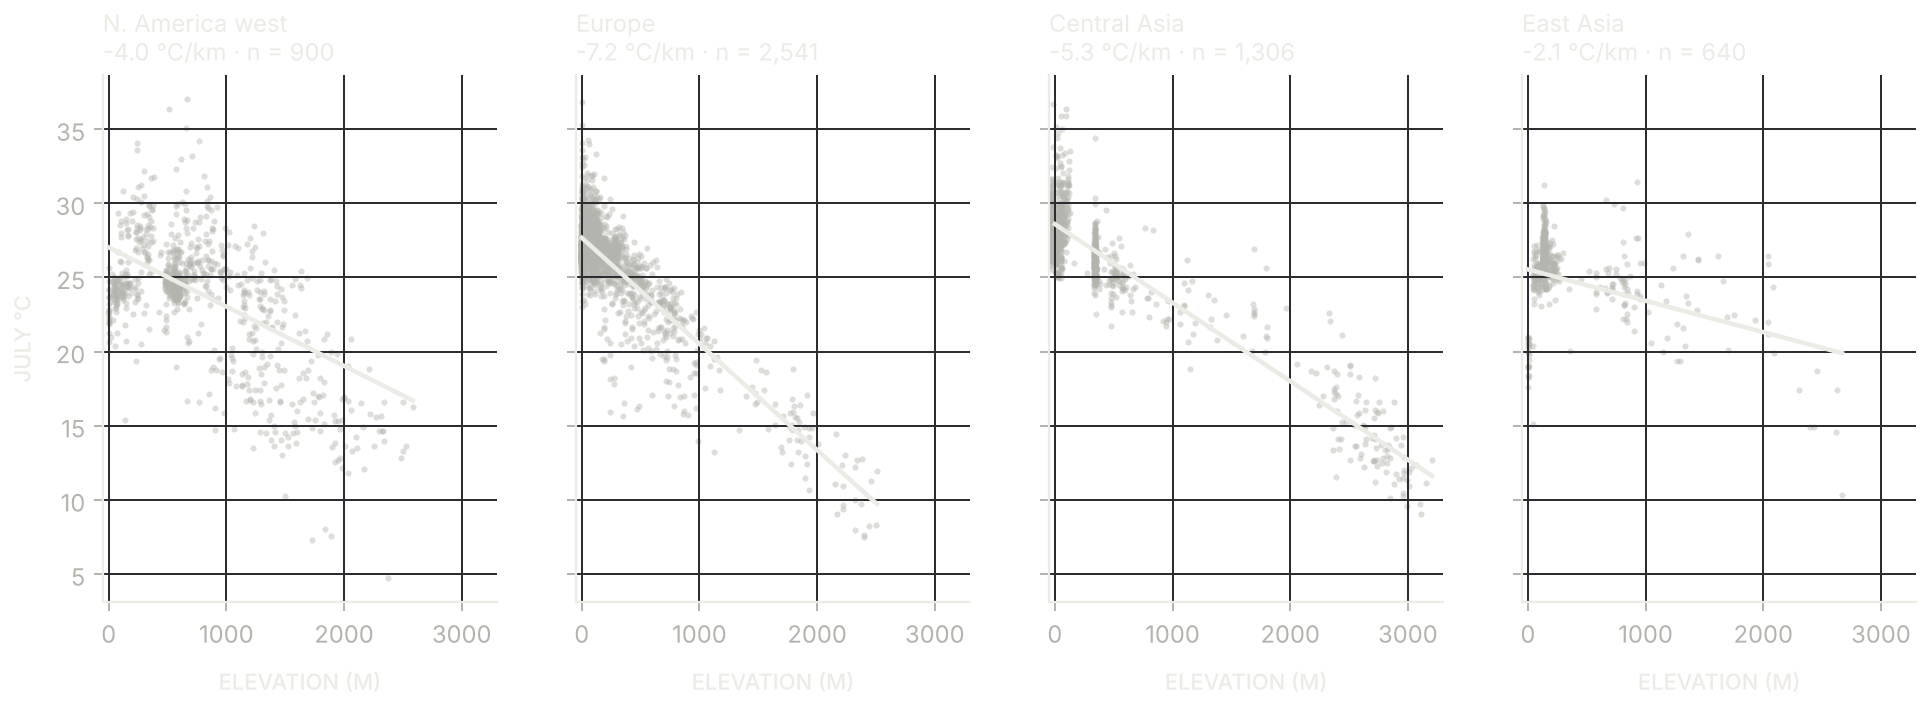 N. America west
-4.0 °C/km · n = 900
Europe
-7.2 °C/km · n = 2,541
Central Asia
-5.3 °C/km · n = 1,306
East Asia
-2.1 °C/km · n = 640
JULY °C
35
30
25
20
15
10
5
0 1000 2000 3000
0 1000 2000 3000
0 1000 2000 3000
0 1000 2000 3000
ELEVATION (M)
ELEVATION (M)
ELEVATION (M)
ELEVATION (M)